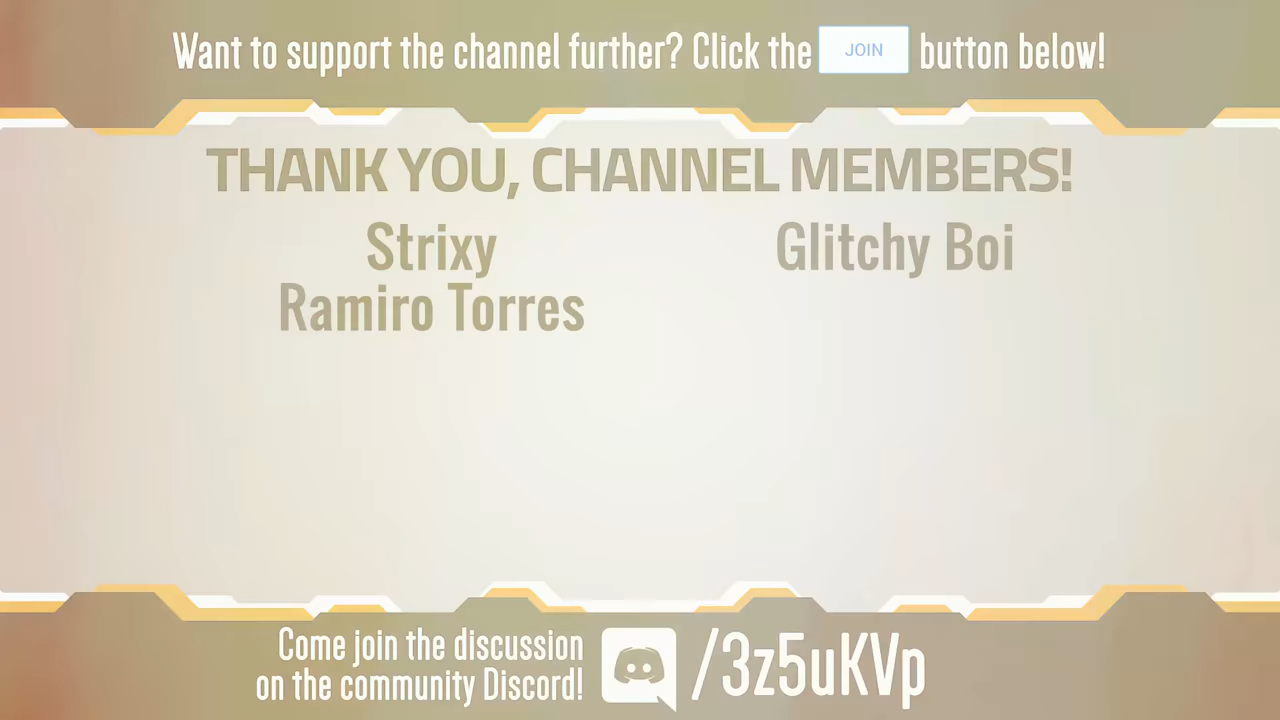 Want to support the channel further? Click the JOIN button below!
THANK YOU, CHANNEL MEMBERS!
Strixy
Glitchy Boi
Ramiro Torres
Come join the discussion
on the community Discord!
/3z5uKVp